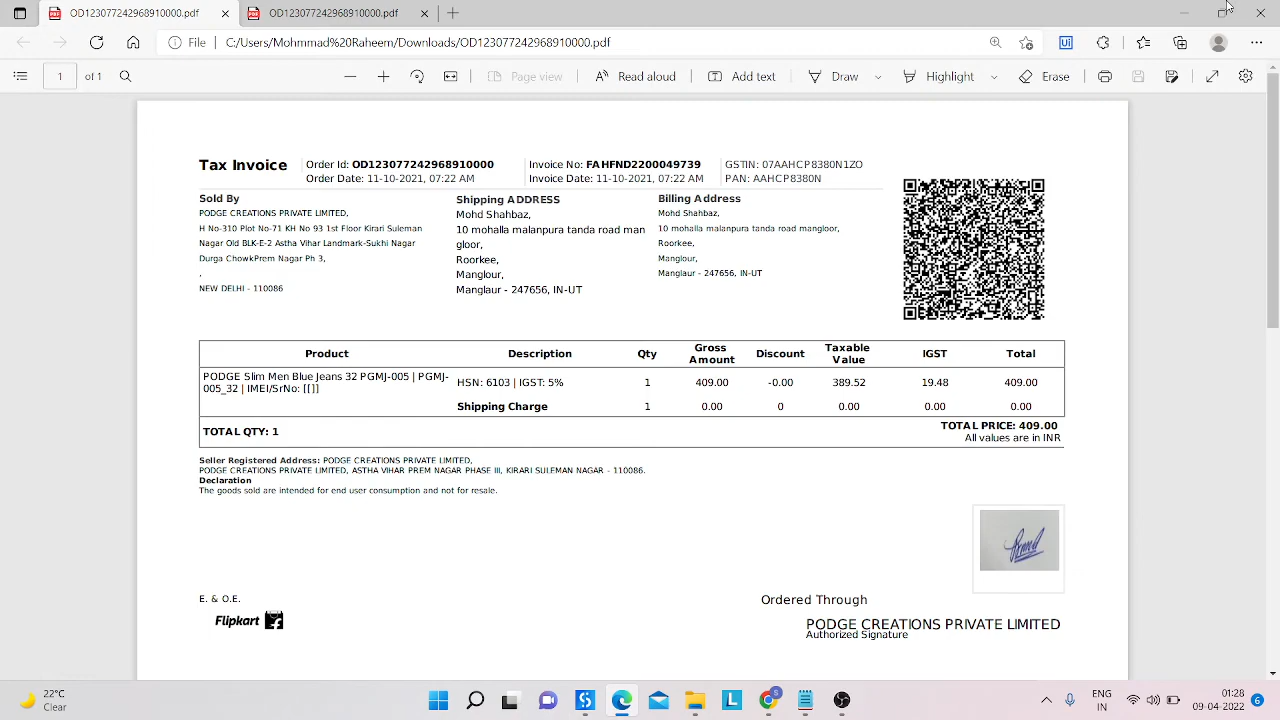 OD123077242968910000.pdf
OD123077242968910000.pdf
File
C:/Users/Mohmmad%20Raheem/Downloads/OD123077242968910000.pdf
1 of 1
Page view
Read aloud
Add text
Draw
Highlight
Erase
Tax Invoice
Order Id: OD123077242968910000
Order Date: 11-10-2021, 07:22 AM
Invoice No: FAHFND2200049739
Invoice Date: 11-10-2021, 07:22 AM
GSTIN: 07AAHCP8380N1ZO
PAN: AAHCP8380N
Sold By
PODGE CREATIONS PRIVATE LIMITED,
H No-310 Plot No-71 KH No 93 1st Floor Kirari Suleman
Nagar Old BLK-E-2 Astha Vihar Landmark-Sukhi Nagar
Durga ChowkPrem Nagar Ph 3,
,
NEW DELHI - 110086
Shipping ADDRESS
Mohd Shahbaz,
10 mohalla malanpura tanda road man
gloor,
Roorkee,
Manglour,
Manglaur - 247656, IN-UT
Billing Address
Mohd Shahbaz,
10 mohalla malanpura tanda road mangloor,
Roorkee,
Manglour,
Manglaur - 247656, IN-UT
Product Description Qty Gross Amount Discount Taxable Value IGST Total
PODGE Slim Men Blue Jeans 32 PGMJ-005 | PGMJ-
005_32 | IMEI/SrNo: [[]]
HSN: 6103 | IGST: 5% 1 409.00 -0.00 389.52 19.48 409.00
Shipping Charge 1 0.00 0 0.00 0.00 0.00
TOTAL QTY: 1
TOTAL PRICE: 409.00
All values are in INR
Seller Registered Address: PODGE CREATIONS PRIVATE LIMITED,
PODGE CREATIONS PRIVATE LIMITED, ASTHA VIHAR PREM NAGAR PHASE III, KIRARI SULEMAN NAGAR - 110086.
Declaration
The goods sold are intended for end user consumption and not for resale.
E. & O.E.
Flipkart
Ordered Through
PODGE CREATIONS PRIVATE LIMITED
Authorized Signature
22°C
Clear
ENG
IN
01:28
09-04-2022
6